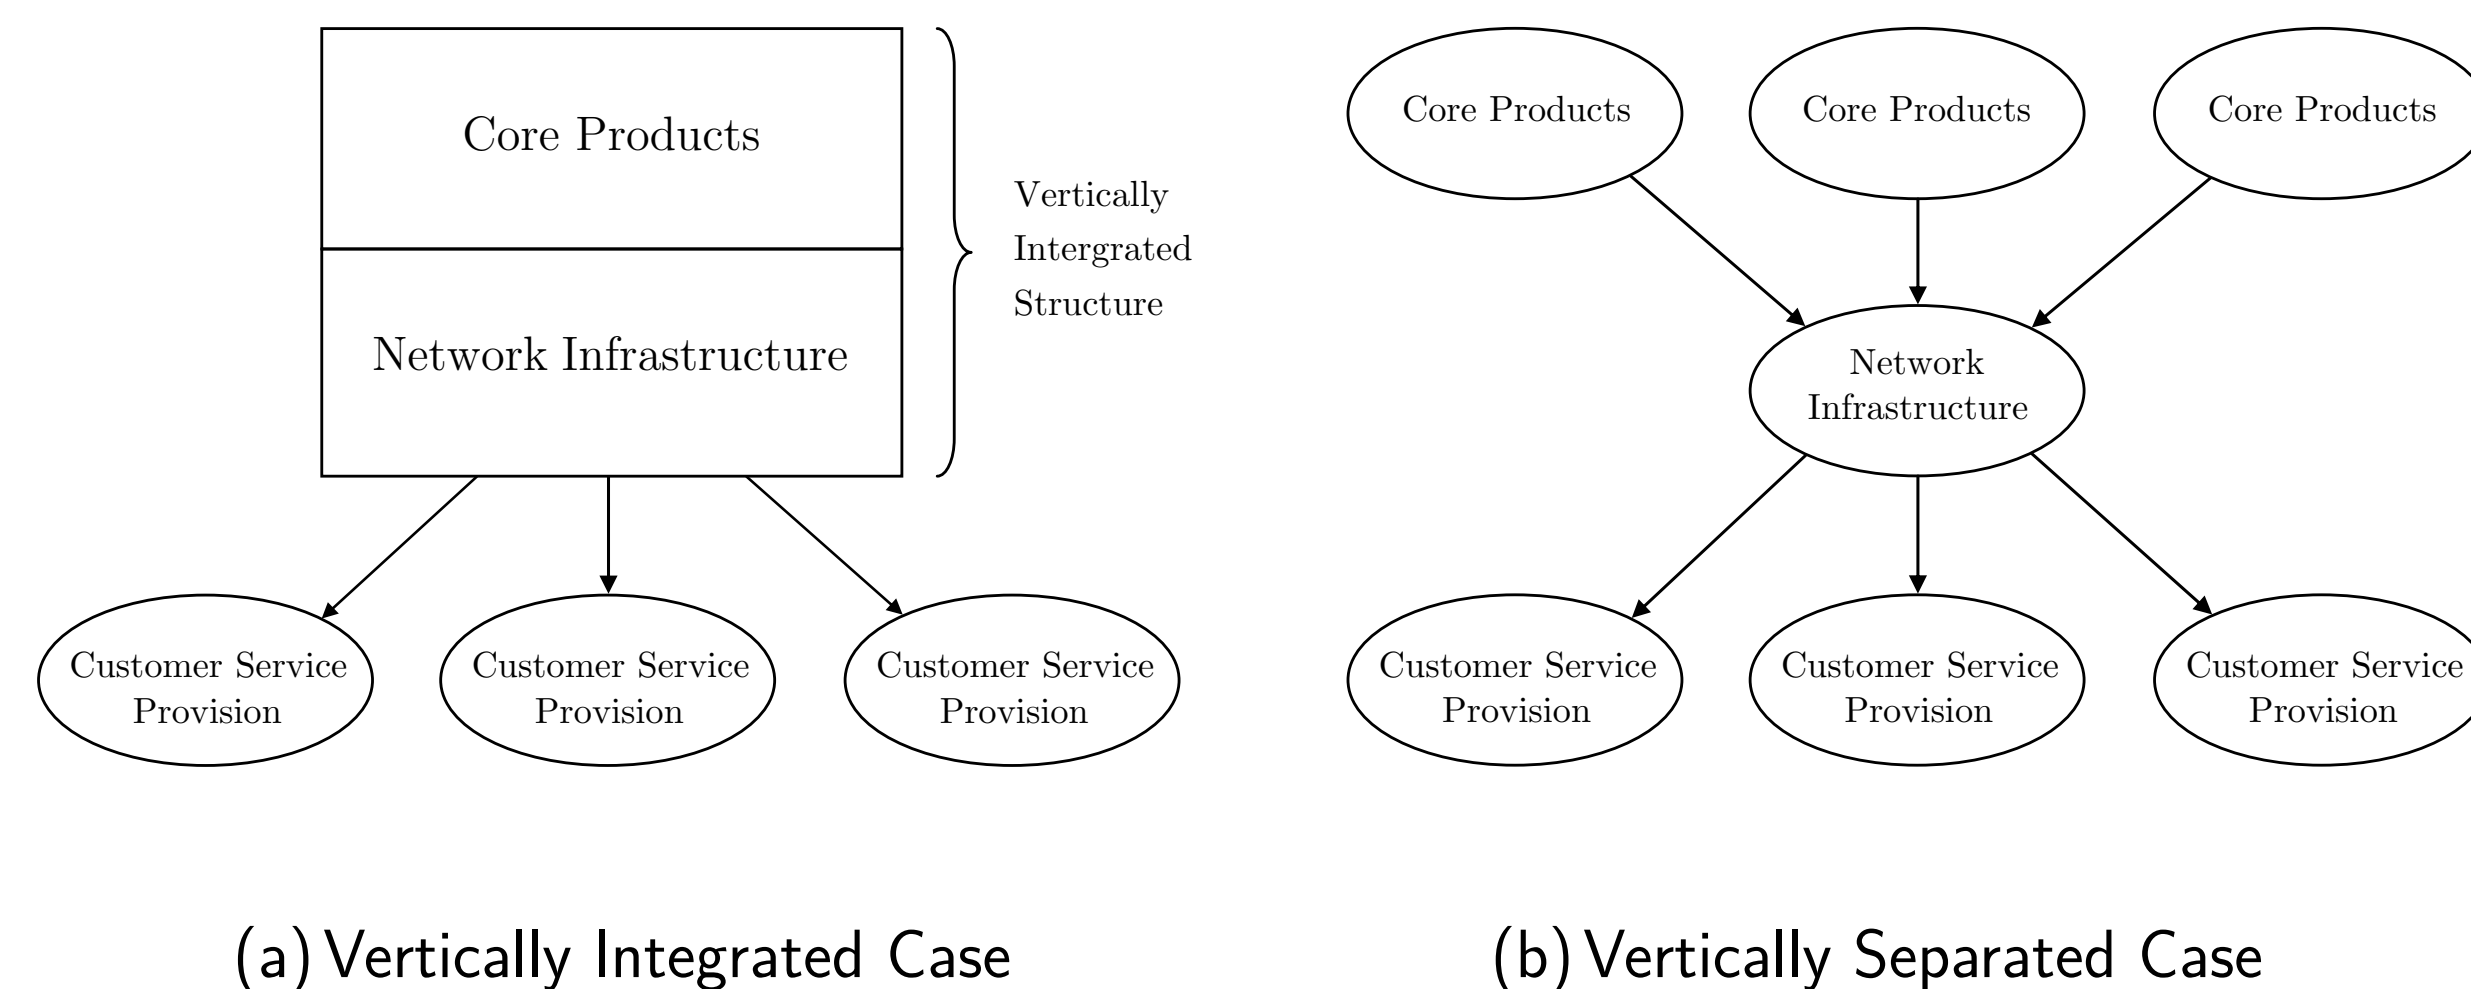 Core Products
Network Infrastructure
Vertically
Intergrated
Structure
Customer Service
Provision
Customer Service
Provision
Customer Service
Provision
(a) Vertically Integrated Case
Core Products
Core Products
Core Products
Network
Infrastructure
Customer Service
Provision
Customer Service
Provision
Customer Service
Provision
(b) Vertically Separated Case